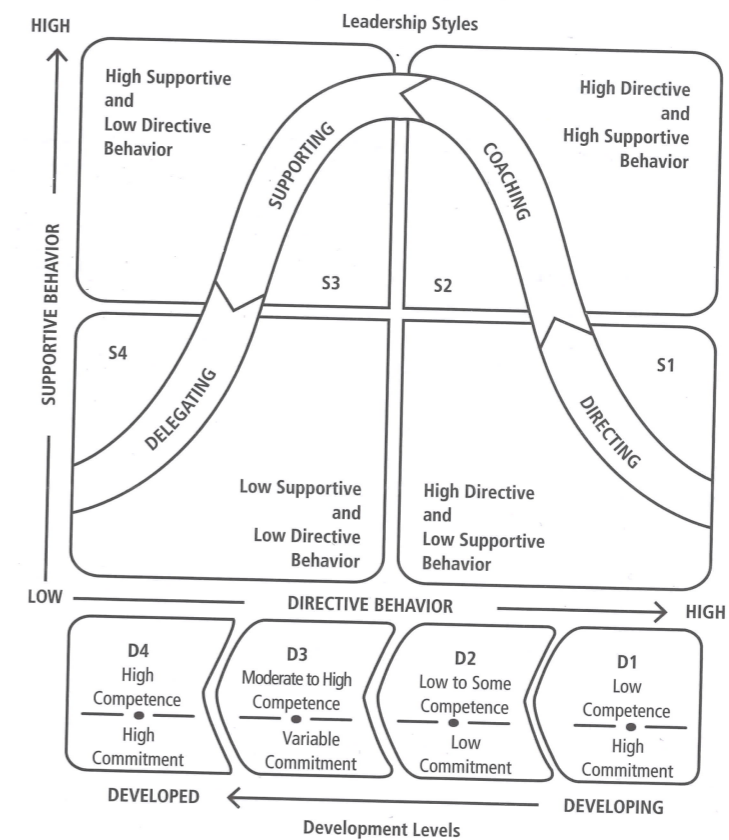 Leadership Styles
HIGH
High Supportive
and
Low Directive
Behavior
High Directive
and
High Supportive
Behavior
SUPPORTING
COACHING
S3
S2
SUPPORTIVE BEHAVIOR
S4
S1
DELEGATING
DIRECTING
Low Supportive
and
Low Directive
Behavior
High Directive
and
Low Supportive
Behavior
LOW
DIRECTIVE BEHAVIOR
HIGH
D4
High
Competence
High
Commitment
D3
Moderate to High
Competence
Variable
Commitment
D2
Low to Some
Competence
Low
Commitment
D1
Low
Competence
High
Commitment
DEVELOPED
DEVELOPING
Development Levels